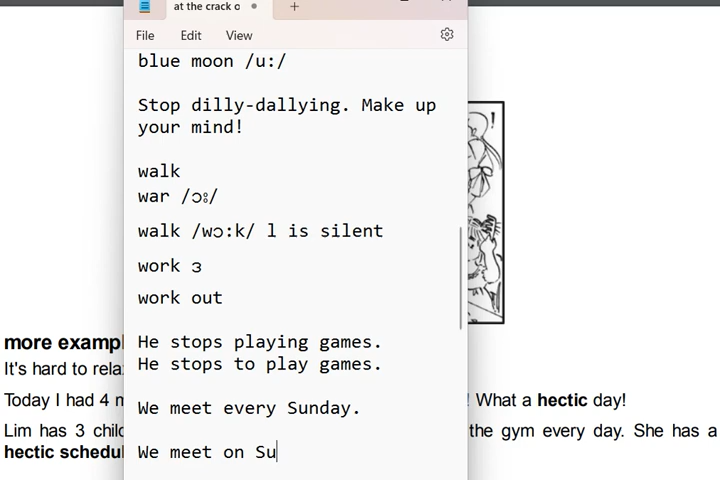 at the crack o
File Edit View
blue moon /u:/
Stop dilly-dallying. Make up
your mind!
walk
war /ɔː/
walk /wɔːk/ l is silent
work ɜ
work out
He stops playing games.
He stops to play games.
We meet every Sunday.
We meet on Su
more exampl
It's hard to rela
Today I had 4 m ! What a hectic day!
Lim has 3 chil the gym every day. She has a
hectic schedul